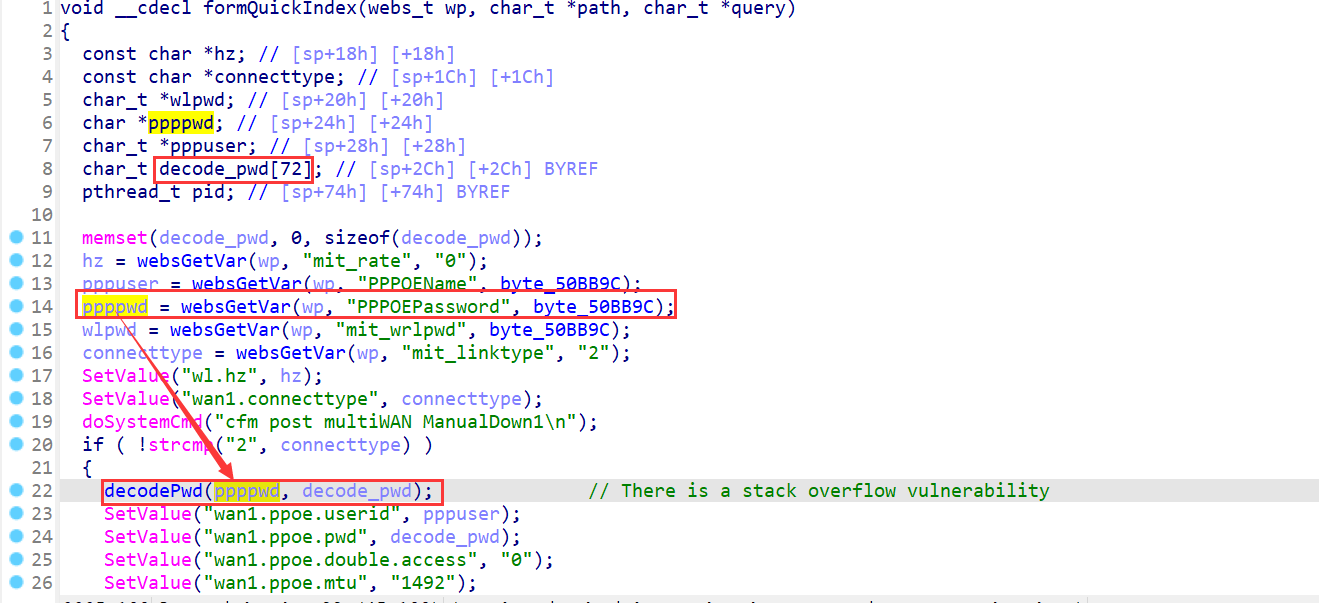 1 void __cdecl formQuickIndex(webs_t wp, char_t *path, char_t *query)
2 {
3 const char *hz; // [sp+18h] [+18h]
4 const char *connecttype; // [sp+1Ch] [+1Ch]
5 char_t *wlpwd; // [sp+20h] [+20h]
6 char *ppppwd; // [sp+24h] [+24h]
7 char_t *pppuser; // [sp+28h] [+28h]
8 char_t decode_pwd[72]; // [sp+2Ch] [+2Ch] BYREF
9 pthread_t pid; // [sp+74h] [+74h] BYREF
10
11 memset(decode_pwd, 0, sizeof(decode_pwd));
12 hz = websGetVar(wp, "mit_rate", "0");
13 pppuser = websGetVar(wp, "PPPOEName", byte_50BB9C);
14 ppppwd = websGetVar(wp, "PPPOEPassword", byte_50BB9C);
15 wlpwd = websGetVar(wp, "mit_wrlpwd", byte_50BB9C);
16 connecttype = websGetVar(wp, "mit_linktype", "2");
17 SetValue("wl.hz", hz);
18 SetValue("wan1.connecttype", connecttype);
19 doSystemCmd("cfm post multiWAN ManualDown1\n");
20 if ( !strcmp("2", connecttype) )
21 {
22 decodePwd(ppppwd, decode_pwd); // There is a stack overflow vulnerability
23 SetValue("wan1.ppoe.userid", pppuser);
24 SetValue("wan1.ppoe.pwd", decode_pwd);
25 SetValue("wan1.ppoe.double.access", "0");
26 SetValue("wan1.ppoe.mtu", "1492");